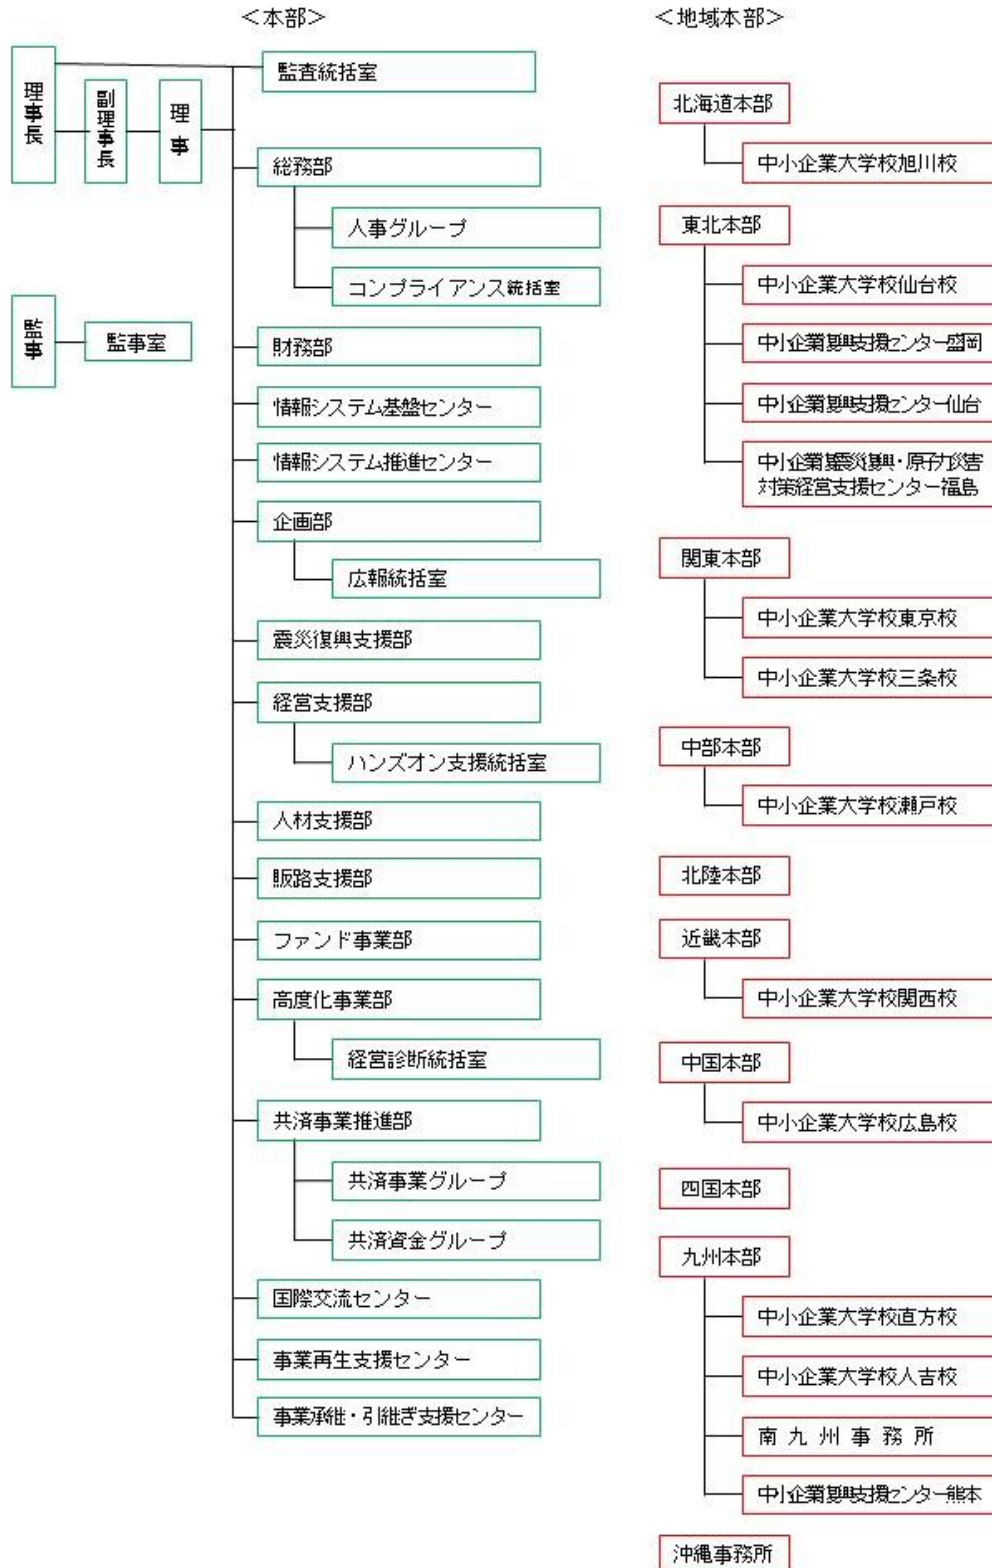 ＜本部＞
理事長
副理事長
理事
監査統括室
総務部
人事グループ
コンプライアンス統括室
監事
監事室
財務部
情報システム基盤センター
情報システム推進センター
企画部
広報統括室
震災復興支援部
経営支援部
ハンズオン支援統括室
人材支援部
販路支援部
ファンド事業部
高度化事業部
経営診断統括室
共済事業推進部
共済事業グループ
共済資金グループ
国際交流センター
事業再生支援センター
事業承継・引継ぎ支援センター
＜地域本部＞
北海道本部
中小企業大学校旭川校
東北本部
中小企業大学校仙台校
中小企業復興支援センター盛岡
中小企業復興支援センター仙台
中小企業震災復興・原子力災害
対策経営支援センター福島
関東本部
中小企業大学校東京校
中小企業大学校三条校
中部本部
中小企業大学校瀬戸校
北陸本部
近畿本部
中小企業大学校関西校
中国本部
中小企業大学校広島校
四国本部
九州本部
中小企業大学校直方校
中小企業大学校人吉校
南九州事務所
中小企業復興支援センター熊本
沖縄事務所